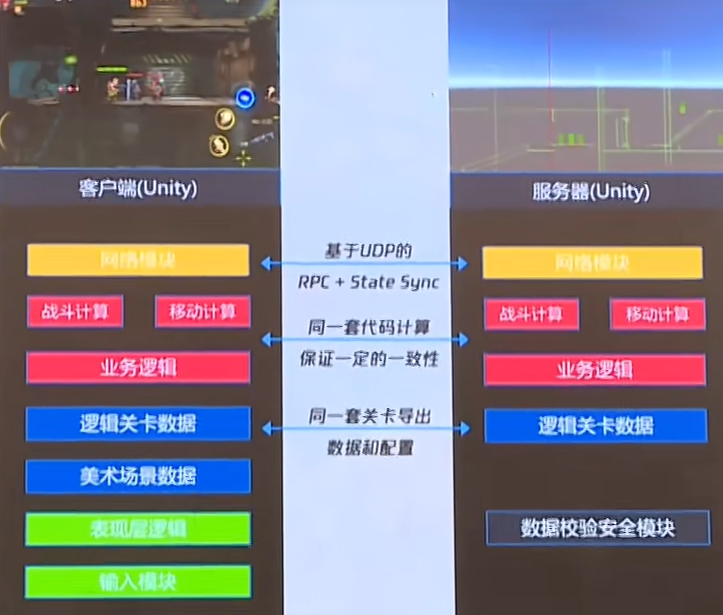 客户端(Unity)
网络模块
战斗计算
移动计算
业务逻辑
逻辑关卡数据
美术场景数据
表现层逻辑
输入模块
基于UDP的
RPC + State Sync
同一套代码计算
保证一定的一致性
同一套关卡导出
数据和配置
服务器(Unity)
网络模块
战斗计算
移动计算
业务逻辑
逻辑关卡数据
数据校验安全模块